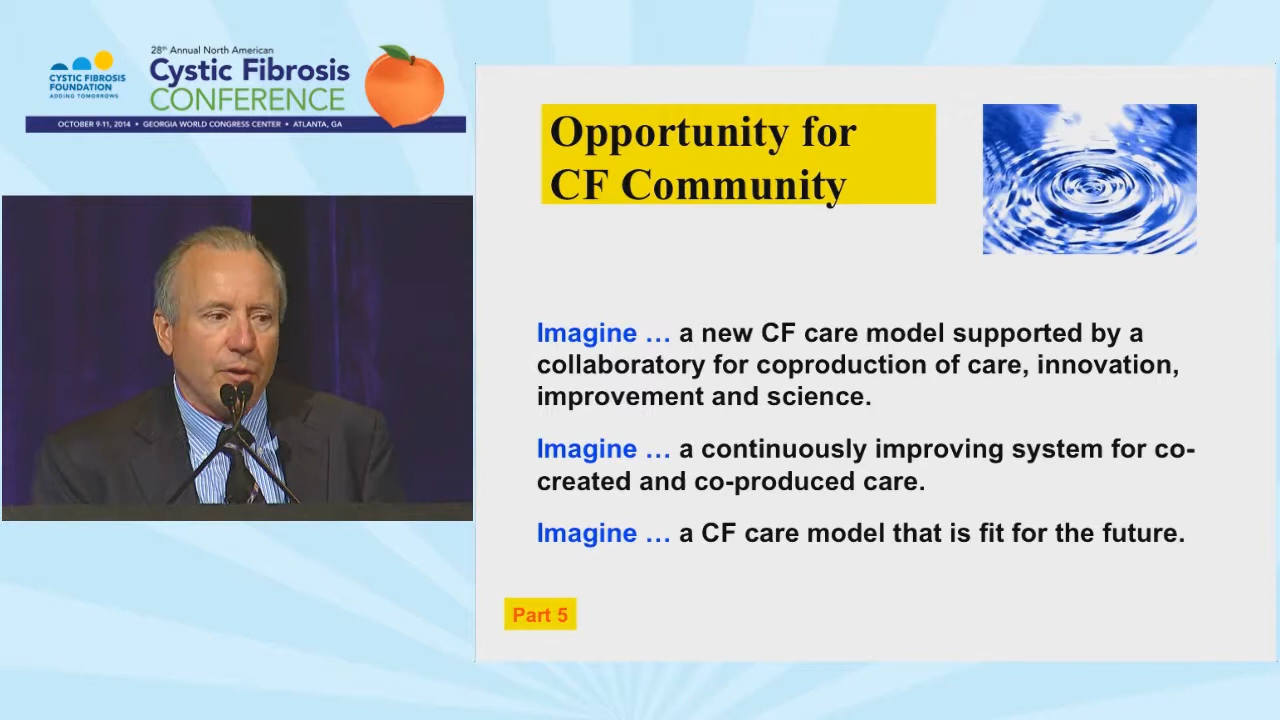 28th Annual North American
Cystic Fibrosis
CONFERENCE
CYSTIC FIBROSIS
FOUNDATION
ADDING TOMORROWS
OCTOBER 9-11, 2014 • GEORGIA WORLD CONGRESS CENTER • ATLANTA, GA
Opportunity for
CF Community
Imagine … a new CF care model supported by a
collaboratory for coproduction of care, innovation,
improvement and science.
Imagine … a continuously improving system for co-
created and co-produced care.
Imagine … a CF care model that is fit for the future.
Part 5